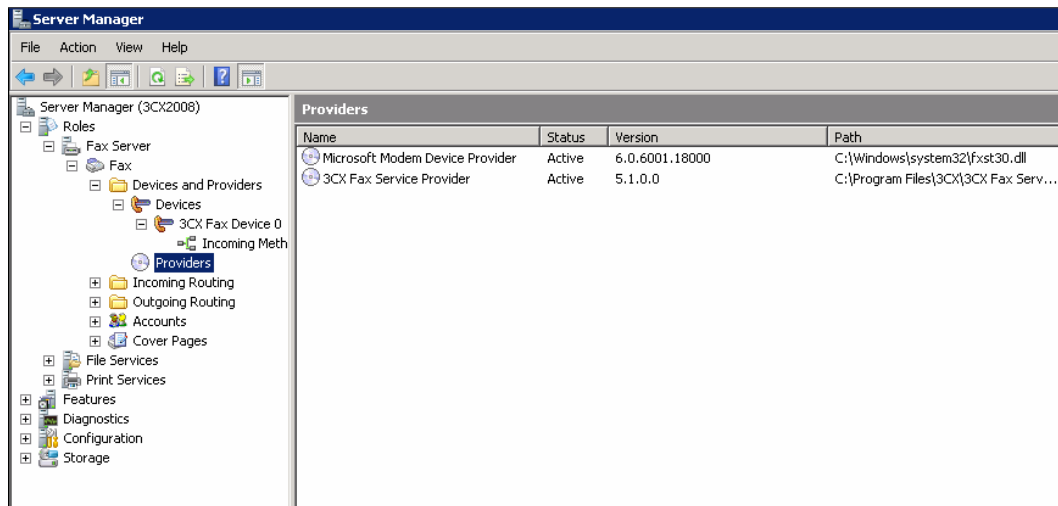 Server Manager
File Action View Help
Server Manager (3CX2008)
Roles
Fax Server
Fax
Devices and Providers
Devices
3CX Fax Device 0
Incoming Meth
Providers
Incoming Routing
Outgoing Routing
Accounts
Cover Pages
File Services
Print Services
Features
Diagnostics
Configuration
Storage
Providers
Name Status Version Path
Microsoft Modem Device Provider Active 6.0.6001.18000 C:\Windows\system32\fxst30.dll
3CX Fax Service Provider Active 5.1.0.0 C:\Program Files\3CX\3CX Fax Serv...